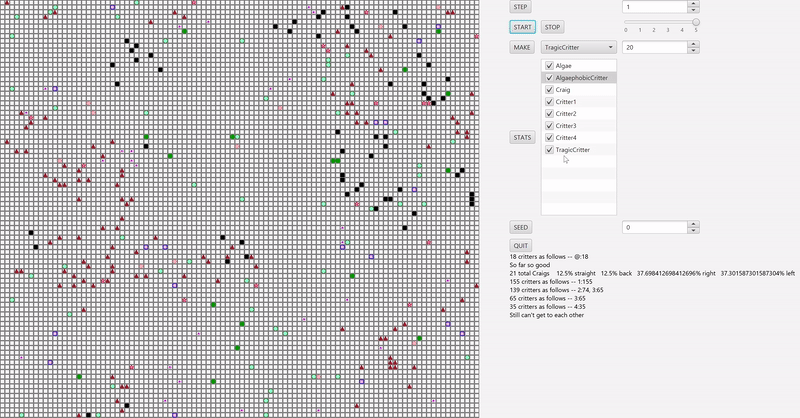 STEP
1
START STOP
0 1 2 3 4 5
MAKE TragicCritter 20
Algae
AlgaephobicCritter
Craig
Critter1
Critter2
Critter3
Critter4
STATS
TragicCritter
SEED 0
QUIT
18 critters as follows -- @:18
So far so good
21 total Craigs 12.5% straight 12.5% back 37.698412698412696% right 37.301587301587304% left
155 critters as follows -- 1:155
139 critters as follows -- 2:74, 3:65
65 critters as follows -- 3:65
35 critters as follows -- 4:35
Still can't get to each other